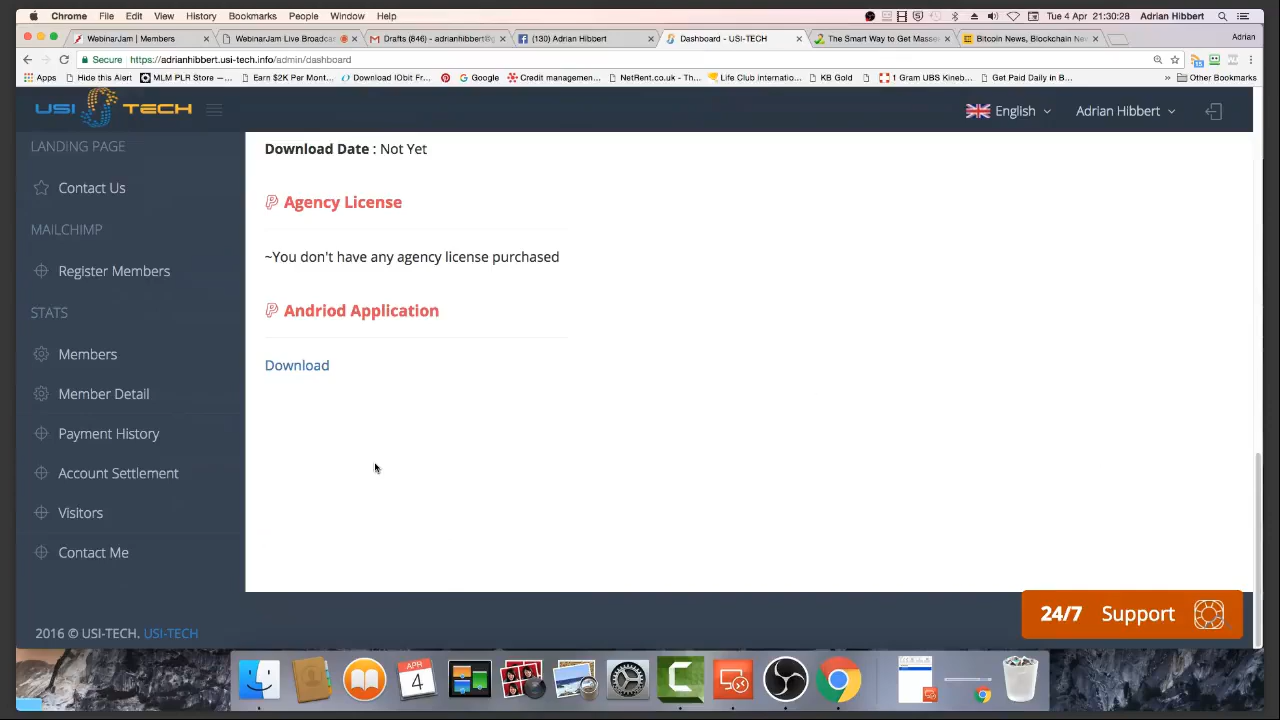 Chrome File Edit View History Bookmarks People Window Help
Tue 4 Apr 21:30:28 Adrian Hibbert
WebinarJam | Members
WebinarJam Live Broadcas
Drafts (846) - adrianhibbert@g
(130) Adrian Hibbert
Dashboard - USI-TECH
The Smart Way to Get Masse
Bitcoin News, Blockchain Ne
Adrian
Secure https://adrianhibbert.usi-tech.info/admin/dashboard
Apps
Hide this Alert
MLM PLR Store –...
Earn $2K Per Mont...
Download IObit Fr...
Google
Credit managemen...
NetRent.co.uk - Th...
Life Club internatio...
KB Gold
1 Gram UBS Kineb...
Get Paid Daily in B...
Other Bookmarks
USI TECH
English
Adrian Hibbert
LANDING PAGE
Contact Us
MAILCHIMP
Register Members
STATS
Members
Member Detail
Payment History
Account Settlement
Visitors
Contact Me
Download Date : Not Yet
Agency License
~You don't have any agency license purchased
Andriod Application
Download
24/7 Support
2016 © USI-TECH. USI-TECH
APR
4